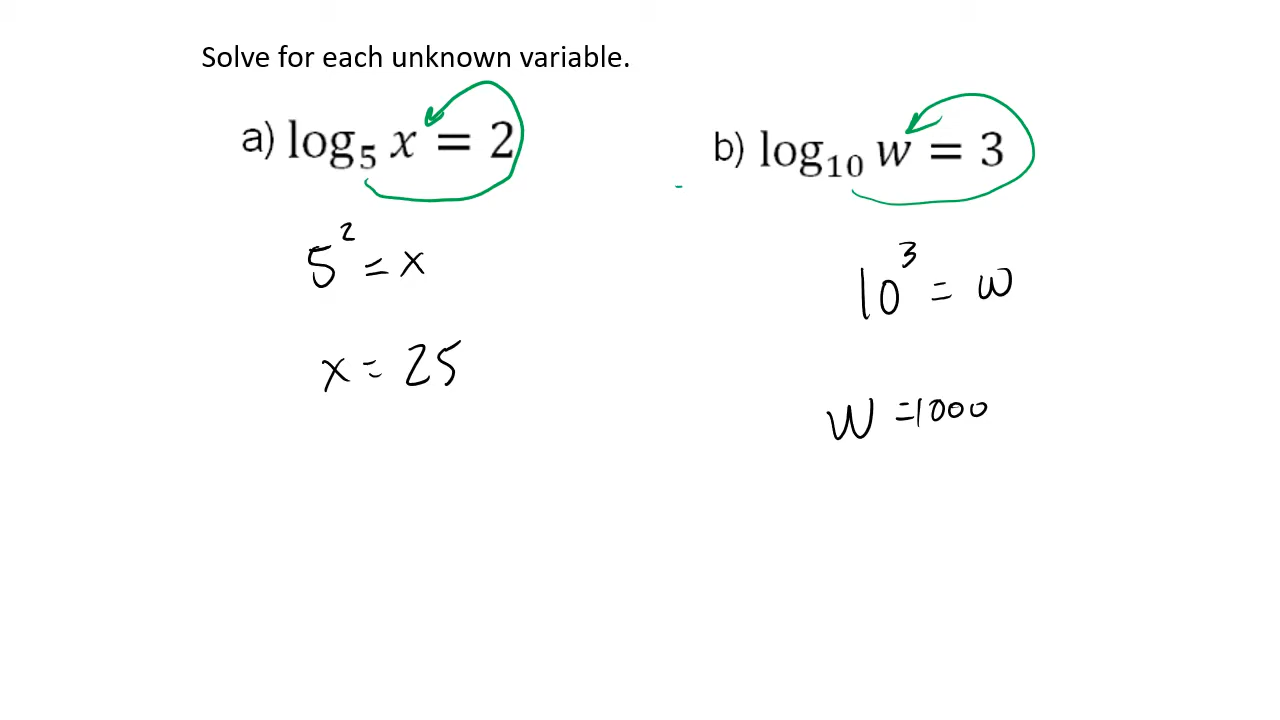 Solve for each unknown variable.
a) log₅ x = 2
5² = x
x = 25
b) log₁₀ w = 3
10³ = w
w = 1000